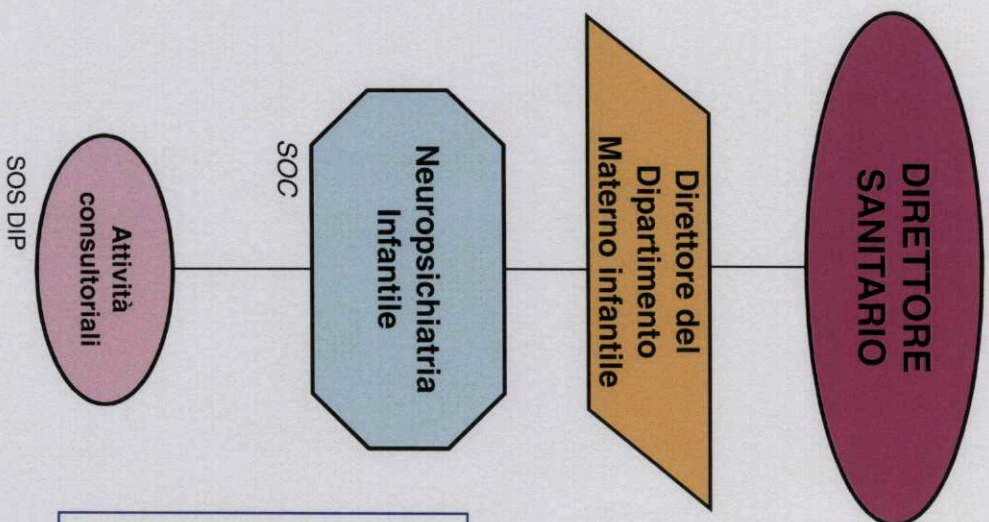 DIRETTORE
SANITARIO
Direttore del
Dipartimento
Materno infantile
Neuropsichiatria
Infantile
SOC
Attività
consultoriali
SOS DIP